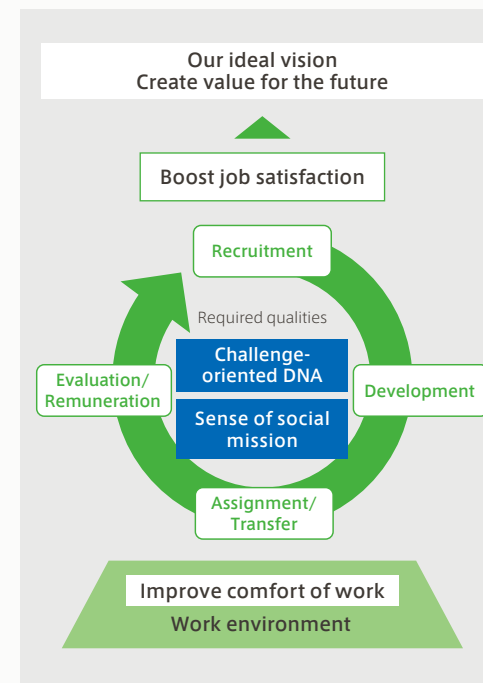 Our ideal vision
Create value for the future
Boost job satisfaction
Recruitment
Required qualities
Challenge-
oriented DNA
Sense of social
mission
Evaluation/
Remuneration
Development
Assignment/
Transfer
Improve comfort of work
Work environment